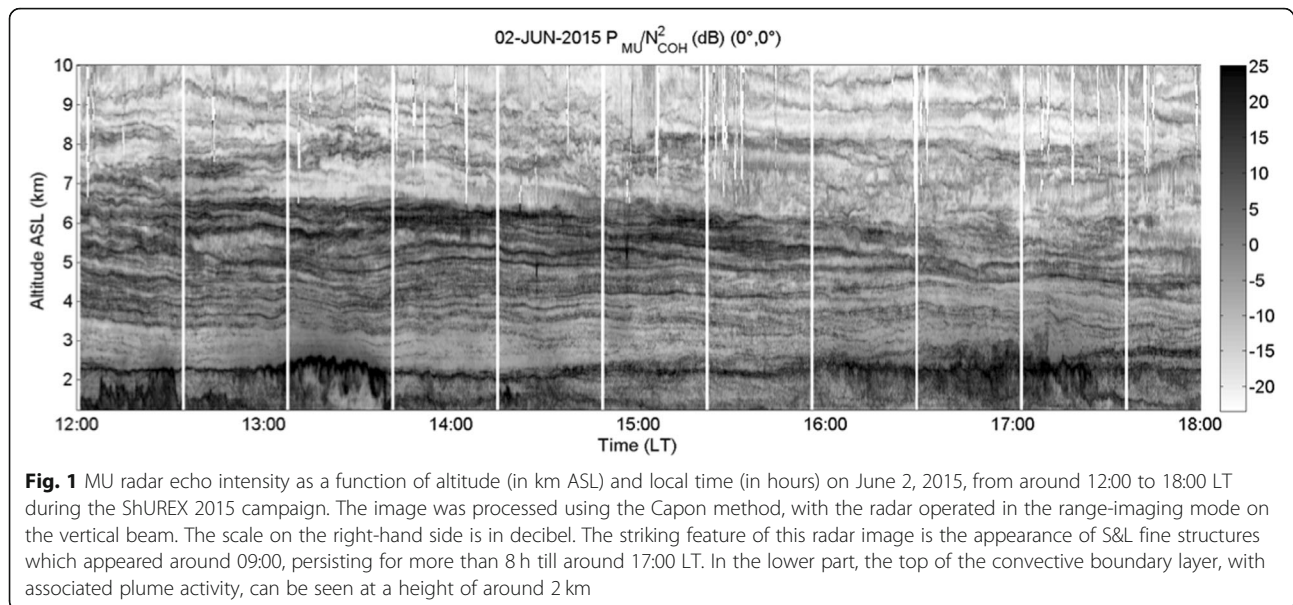 02-JUN-2015 P MU/N²COH (dB) (0°,0°)
10
9
8
7
6
5
4
3
2
Altitude ASL (km)
12:00 13:00 14:00 15:00 16:00 17:00 18:00
Time (LT)
25
20
15
10
5
0
-5
-10
-15
-20
Fig. 1 MU radar echo intensity as a function of altitude (in km ASL) and local time (in hours) on June 2, 2015, from around 12:00 to 18:00 LT
during the ShUREX 2015 campaign. The image was processed using the Capon method, with the radar operated in the range-imaging mode on
the vertical beam. The scale on the right-hand side is in decibel. The striking feature of this radar image is the appearance of S&L fine structures
which appeared around 09:00, persisting for more than 8 h till around 17:00 LT. In the lower part, the top of the convective boundary layer, with
associated plume activity, can be seen at a height of around 2 km